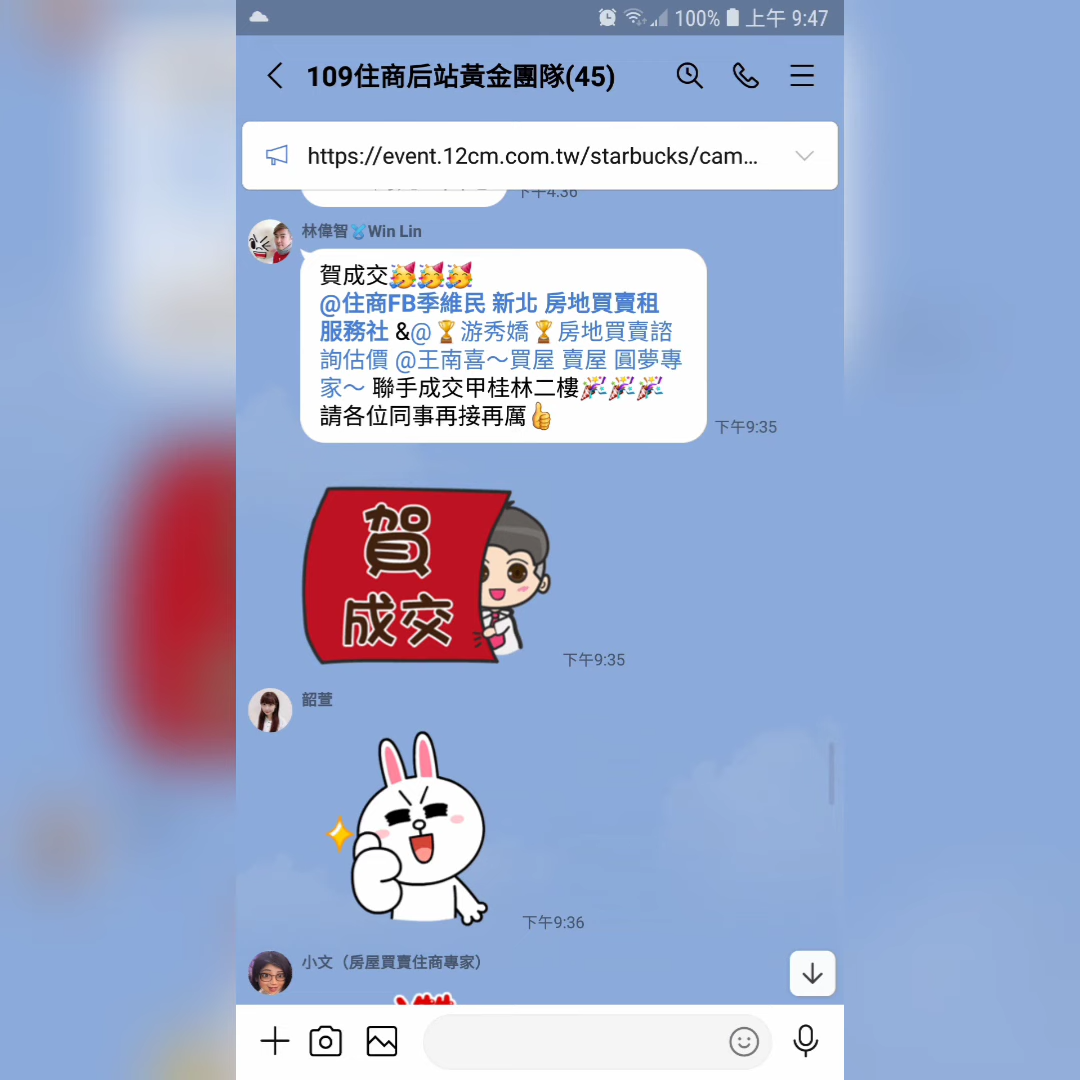 100% 上午 9:47
109住商后站黃金團隊(45)
https://event.12cm.com.tw/starbucks/cam...
下午4:36
林偉智🧚Win Lin
賀成交🥳🥳🥳
@住商FB季維民 新北 房地買賣租
服務社 &@🏆游秀嬌🏆房地買賣諮
詢估價 @王南喜～買屋 賣屋 圓夢專
家～ 聯手成交甲桂林二樓🎉🎉🎉
請各位同事再接再厲👍
下午9:35
賀
成交
下午9:35
韶萱
下午9:36
小文（房屋買賣住商專家）